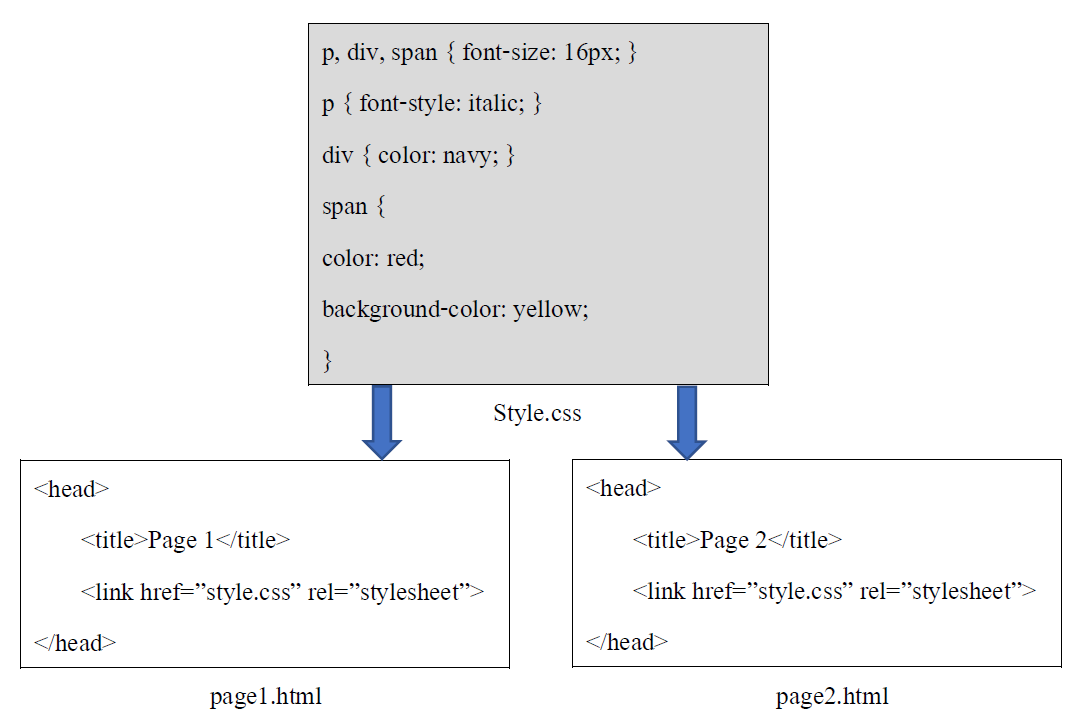 p, div, span { font-size: 16px; }
p { font-style: italic; }
div { color: navy; }
span {
color: red;
background-color: yellow;
}
Style.css
<head>
<title>Page 1</title>
<link href=”style.css” rel=”stylesheet”>
</head>
page1.html
<head>
<title>Page 2</title>
<link href=”style.css” rel=”stylesheet”>
</head>
page2.html